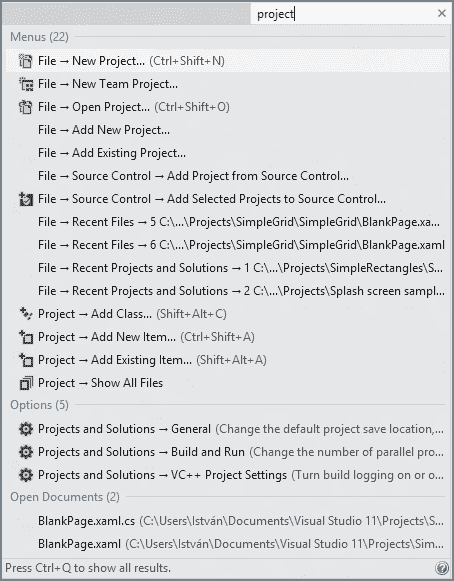 project
Menus (22)
File → New Project... (Ctrl+Shift+N)
File → New Team Project...
File → Open Project... (Ctrl+Shift+O)
File → Add New Project...
File → Add Existing Project...
File → Source Control → Add Project from Source Control...
File → Source Control → Add Selected Projects to Source Control...
File → Recent Files → 5 C:\...\Projects\SimpleGrid\SimpleGrid\BlankPage.xa...
File → Recent Files → 6 C:\...\Projects\SimpleGrid\BlankPage.xaml
File → Recent Projects and Solutions → 1 C:\...\Projects\SimpleRectangles\S...
File → Recent Projects and Solutions → 2 C:\...\Projects\Splash screen sampl...
Project → Add Class... (Shift+Alt+C)
Project → Add New Item... (Ctrl+Shift+A)
Project → Add Existing Item... (Shift+Alt+A)
Project → Show All Files
Options (5)
Projects and Solutions → General (Change the default project save location,...
Projects and Solutions → Build and Run (Change the number of parallel pro...
Projects and Solutions → VC++ Project Settings (Turn build logging on or o...
Open Documents (2)
BlankPage.xaml.cs (C:\Users\István\Documents\Visual Studio 11\Projects\S...
BlankPage.xaml (C:\Users\István\Documents\Visual Studio 11\Projects\Sim...
Press Ctrl+Q to show all results.